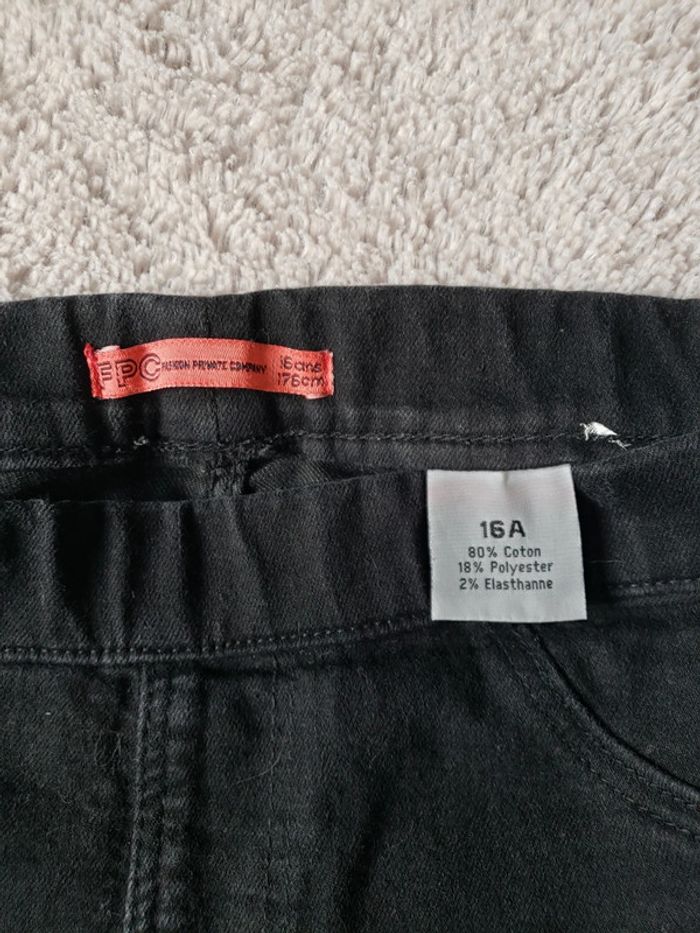 FPC FASHION PRIVATE COMPANY 16ans
176cm
16A
80% Coton
18% Polyester
2% Elasthanne